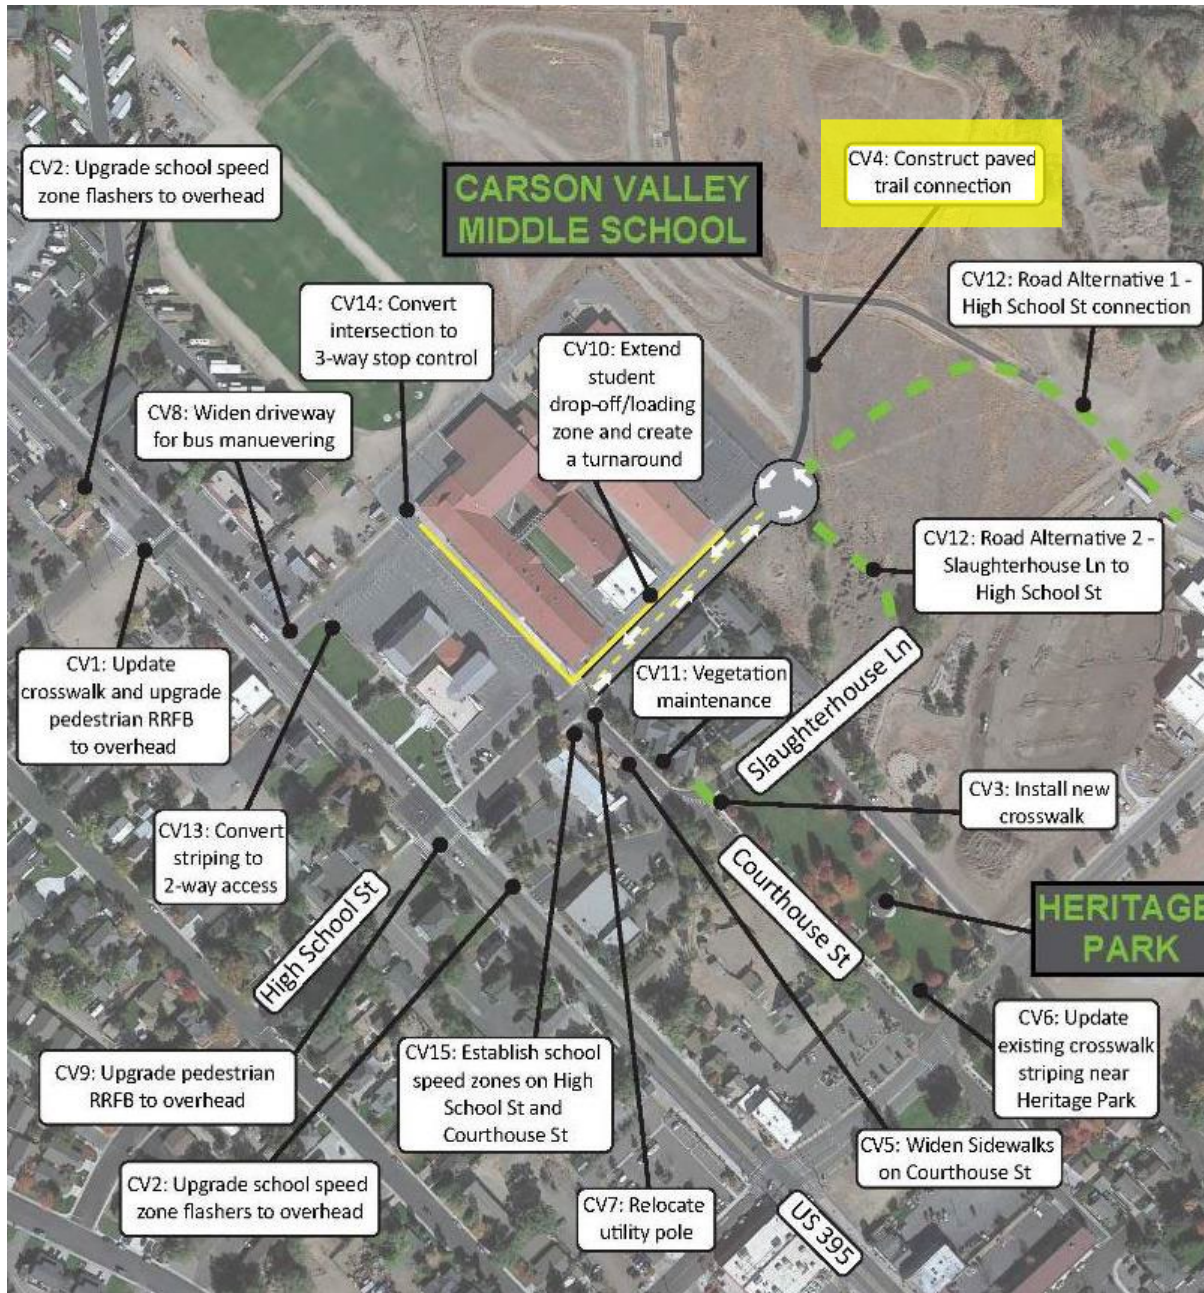 CV2: Upgrade school speed
zone flashers to overhead
CARSON VALLEY
MIDDLE SCHOOL
CV4: Construct paved
trail connection
CV14: Convert
intersection to
3-way stop control
CV12: Road Alternative 1 -
High School St connection
CV10: Extend
student
drop-off/loading
zone and create
a turnaround
CV8: Widen driveway
for bus manuevering
CV12: Road Alternative 2 -
Slaughterhouse Ln to
High School St
CV1: Update
crosswalk and upgrade
pedestrian RRFB
to overhead
CV11: Vegetation
maintenance
Slaughterhouse Ln
CV3: Install new
crosswalk
CV13: Convert
striping to
2-way access
High School St
Courthouse St
HERITAGE
PARK
CV9: Upgrade pedestrian
RRFB to overhead
CV15: Establish school
speed zones on High
School St and
Courthouse St
CV6: Update
existing crosswalk
striping near
Heritage Park
CV5: Widen Sidewalks
on Courthouse St
CV2: Upgrade school speed
zone flashers to overhead
CV7: Relocate
utility pole
US 395